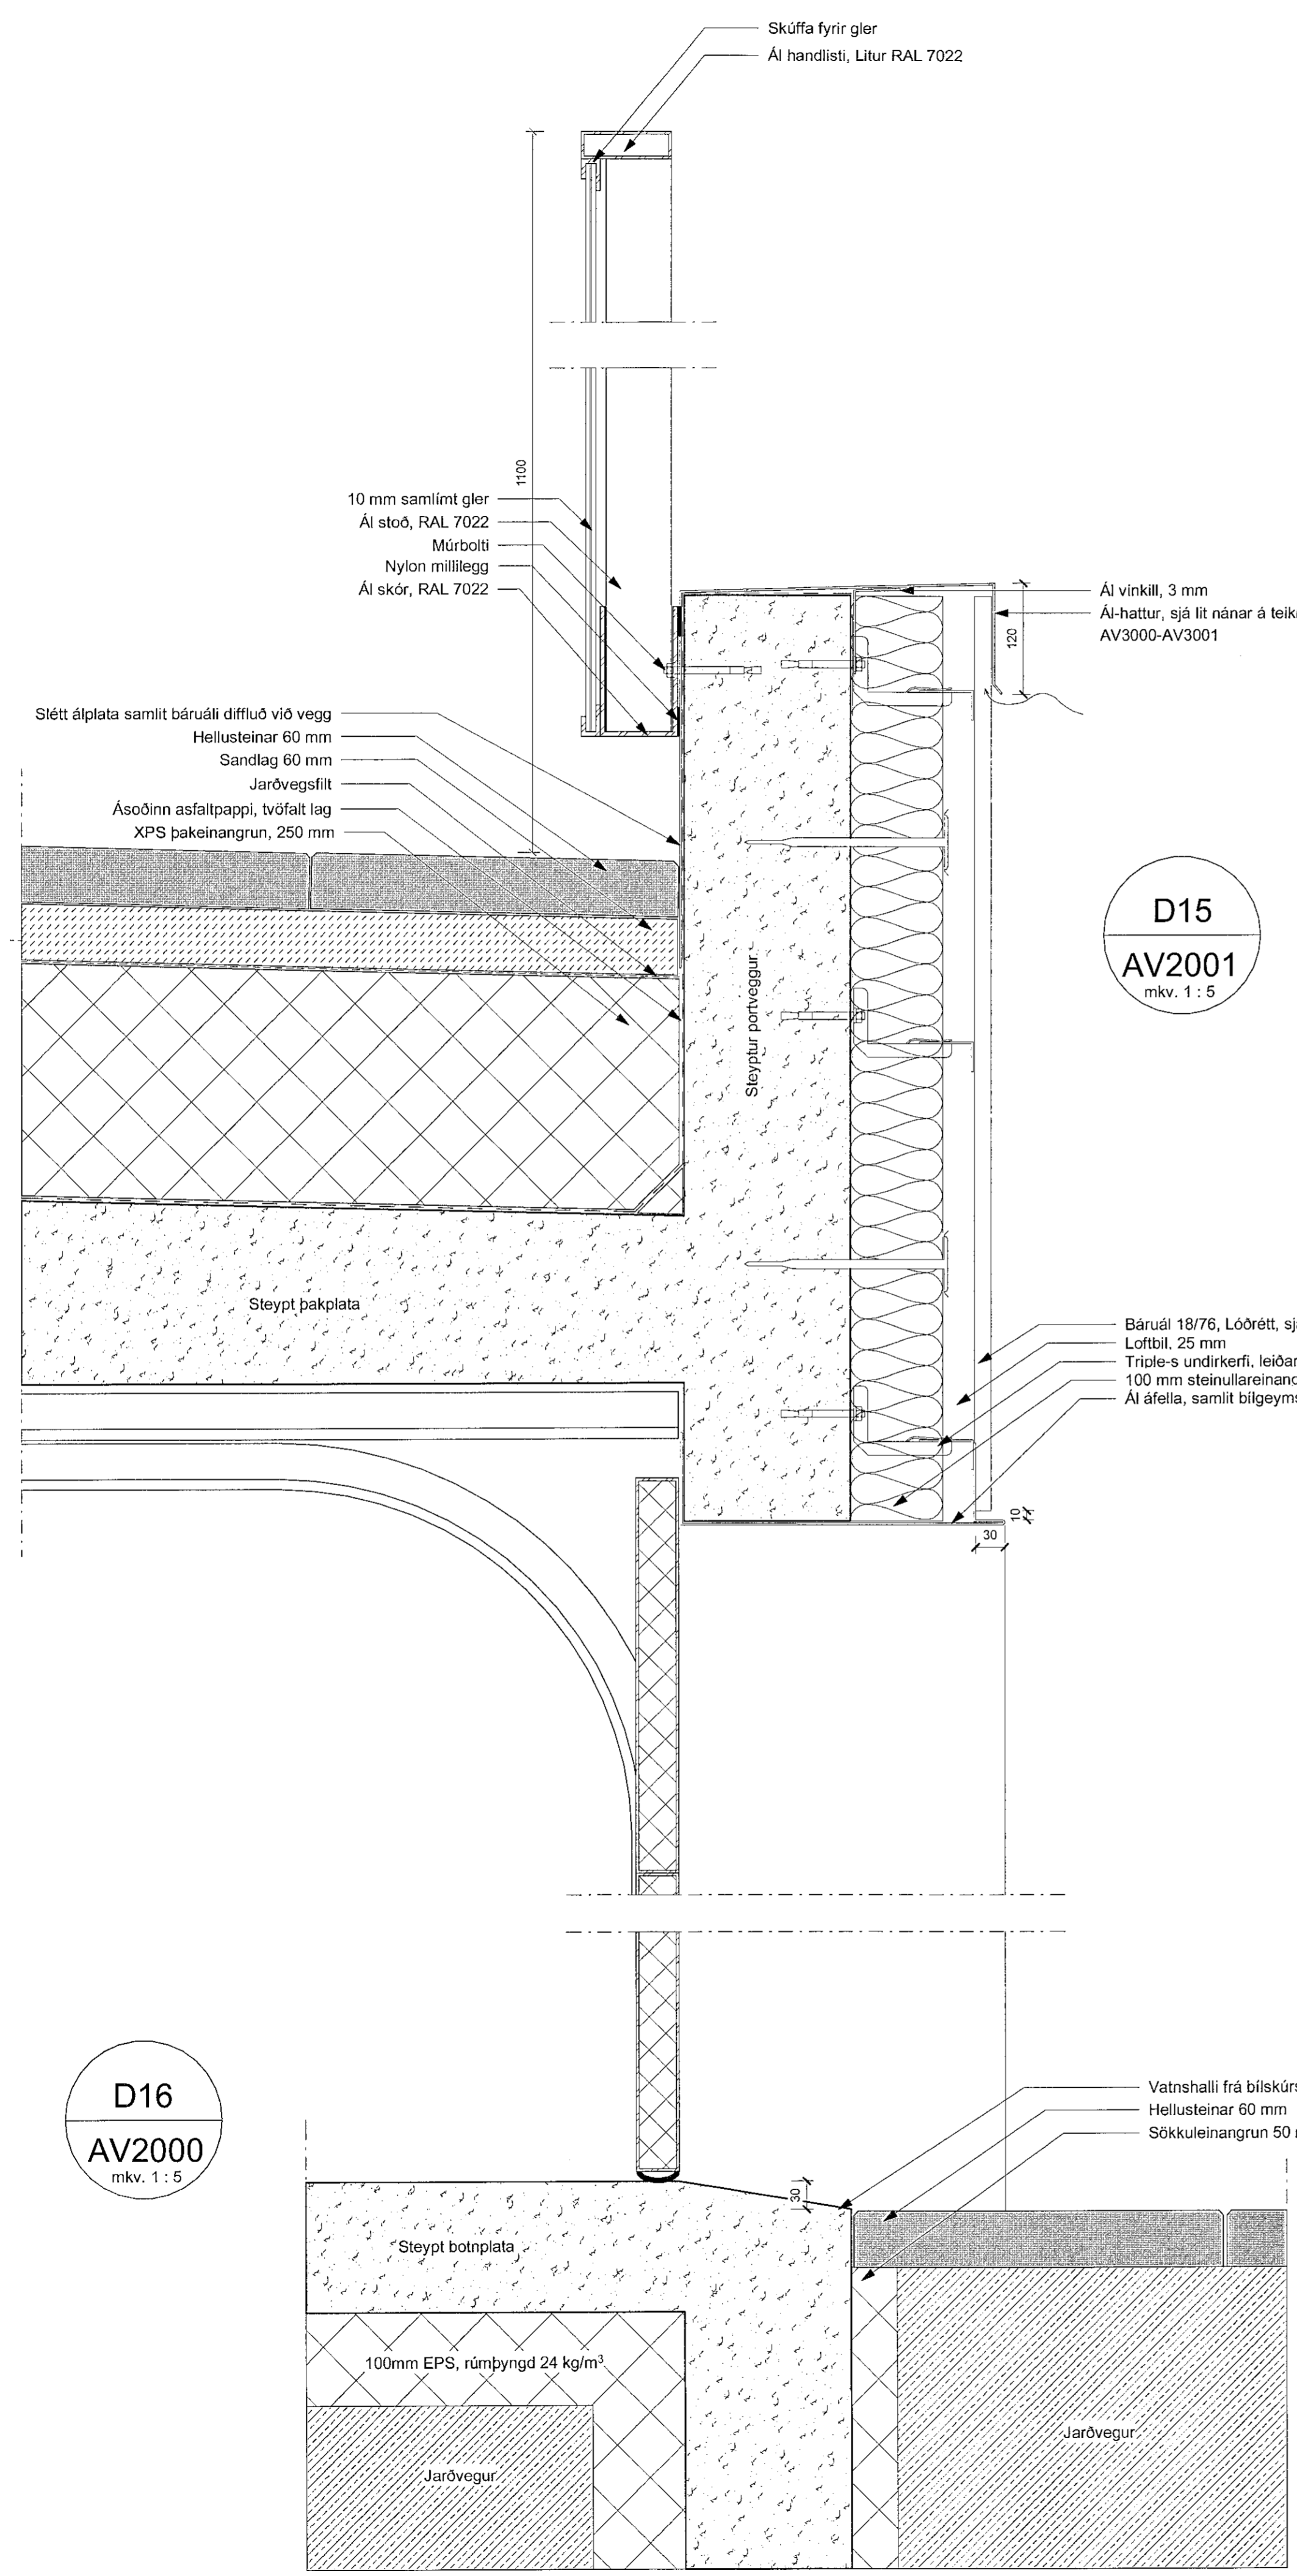 Skúffa fyrir gler
Ál handlisti, Litur RAL 7022
1100
10 mm samlímt gler
Ál stoð, RAL 7022
Múrbolti
Nylon millilegg
Ál skór, RAL 7022
Ál vinkill, 3 mm
Ál-hattur, sjá lit nánar á
AV3000-AV3001
120
Slétt álplata samlit báruáli diffluð við vegg
Hellusteinar 60 mm
Sandlag 60 mm
Jarðvegsfilt
Ásoðinn asfaltpappi, tvöfalt lag
XPS þakeinangrun, 250 mm
D15
AV2001
mkv. 1 : 5
Steyptur portveggur
Steypt þakplata
Báruál 18/76, Lóðrétt,
Loftbil, 25 mm
Triple-s undirkerfi,
100 mm
Ál áfella, samlit
10
30
D16
AV2000
mkv. 1 : 5
Vatnshalli frá
Hellusteinar 60 mm
Sökkuleinangrun 50
30
Steypt botnplata
100mm EPS, rúmþyngd 24 kg/m³
Jarðvegur
Jarðvegur